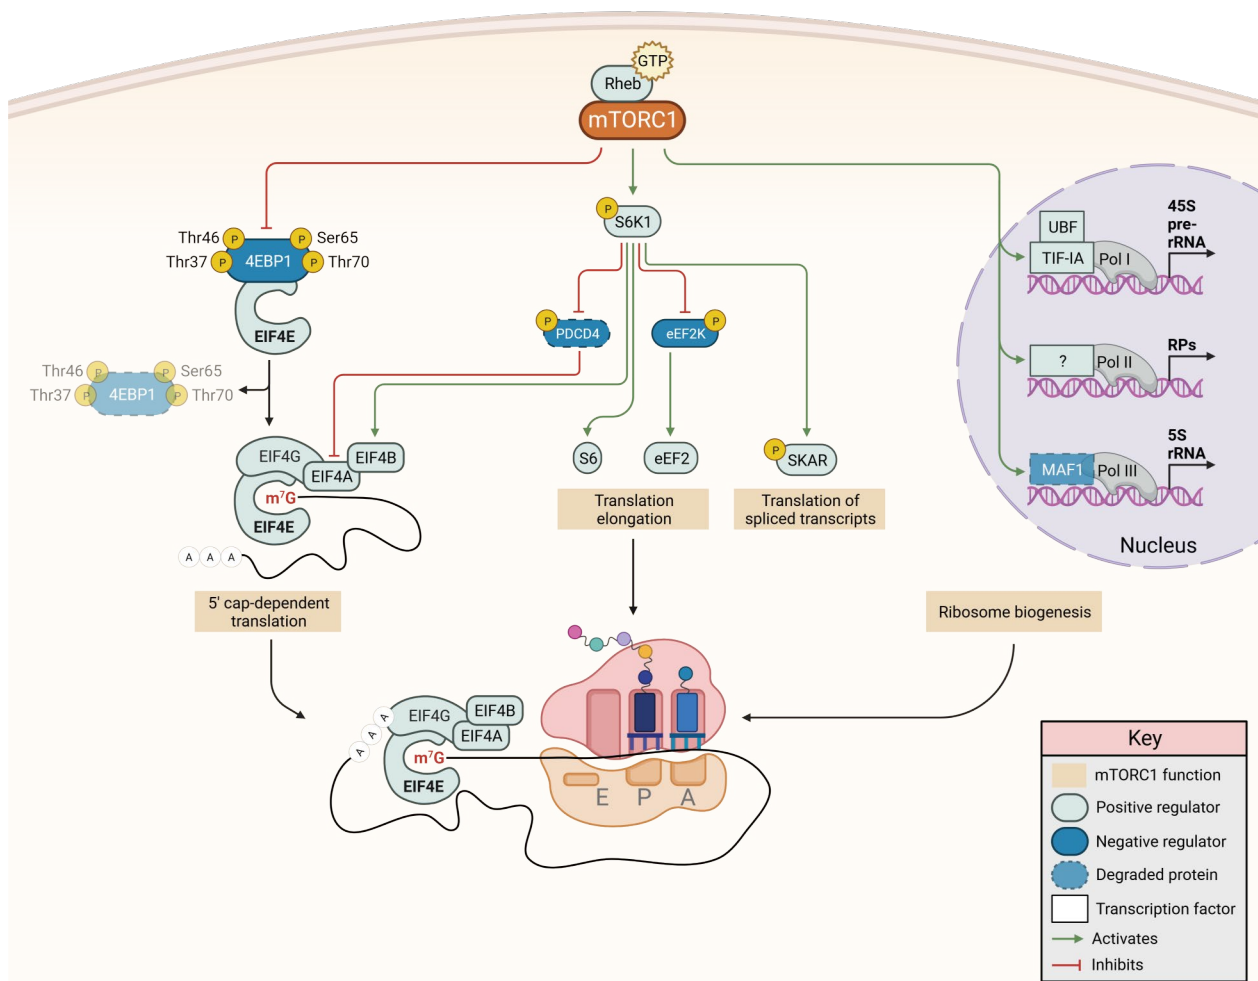 GTP
Rheb
mTORC1
Thr46
P
P
Ser65
Thr37
P
4EBP1
P
Thr70
EIF4E
Thr46
P
P
Ser65
Thr37
P
4EBP1
P
Thr70
EIF4G
EIF4B
EIF4A
m⁷G
EIF4E
A A A
5' cap-dependent
translation
P
S6K1
P
PDCD4
eEF2K
P
S6
eEF2
P
SKAR
Translation
elongation
Translation of
spliced transcripts
45S
pre-
rRNA
UBF
TIF-IA
Pol I
RPs
?
Pol II
5S
rRNA
MAF1
Pol III
Nucleus
Ribosome biogenesis
A
A
A
EIF4G
EIF4B
EIF4A
m⁷G
EIF4E
E P A
Key
mTORC1 function
Positive regulator
Negative regulator
Degraded protein
Transcription factor
Activates
Inhibits